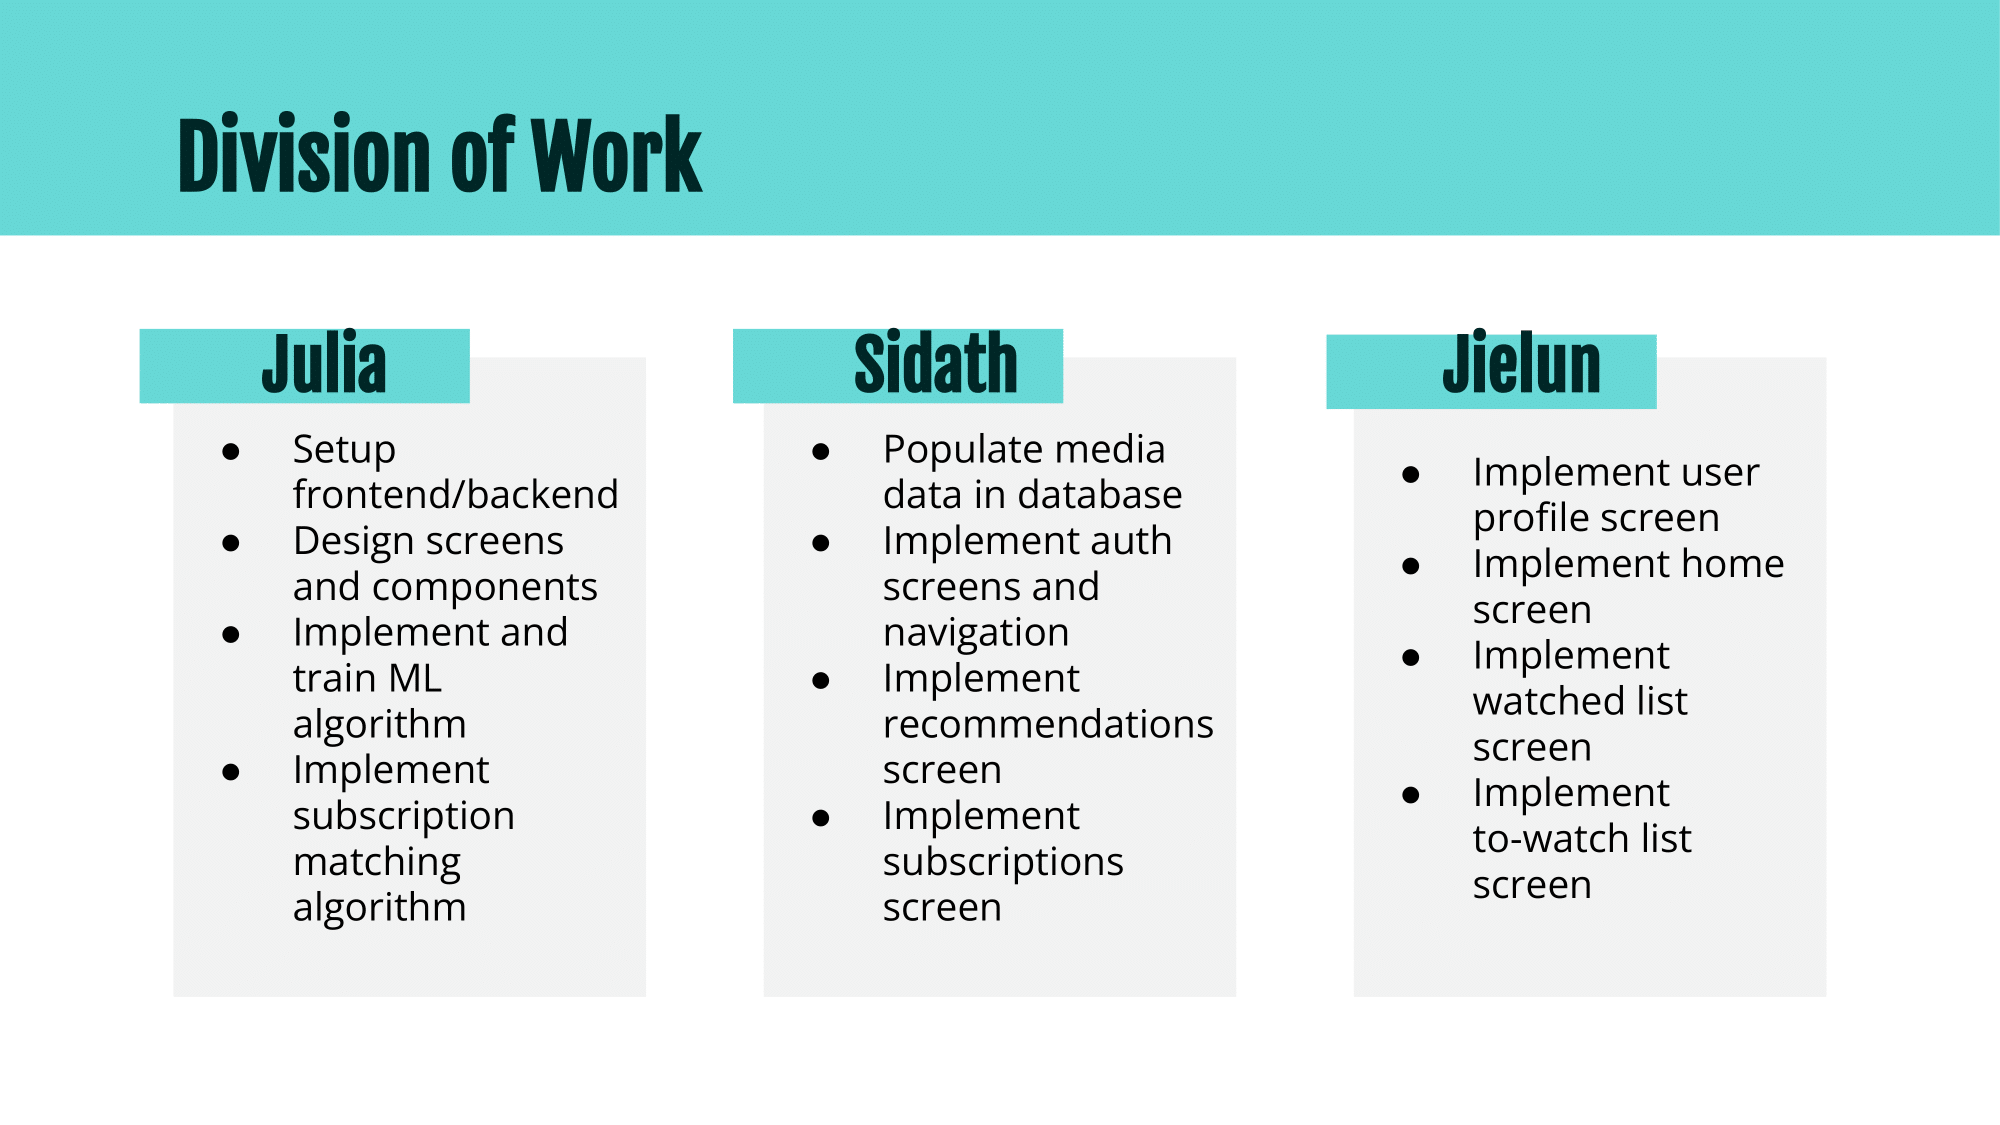 Division of Work
Julia
● Setup
frontend/backend
● Design screens
and components
● Implement and
train ML
algorithm
● Implement
subscription
matching
algorithm
Sidath
● Populate media
data in database
● Implement auth
screens and
navigation
● Implement
recommendations
screen
● Implement
subscriptions
screen
Jielun
● Implement user
profile screen
● Implement home
screen
● Implement
watched list
screen
● Implement
to-watch list
screen